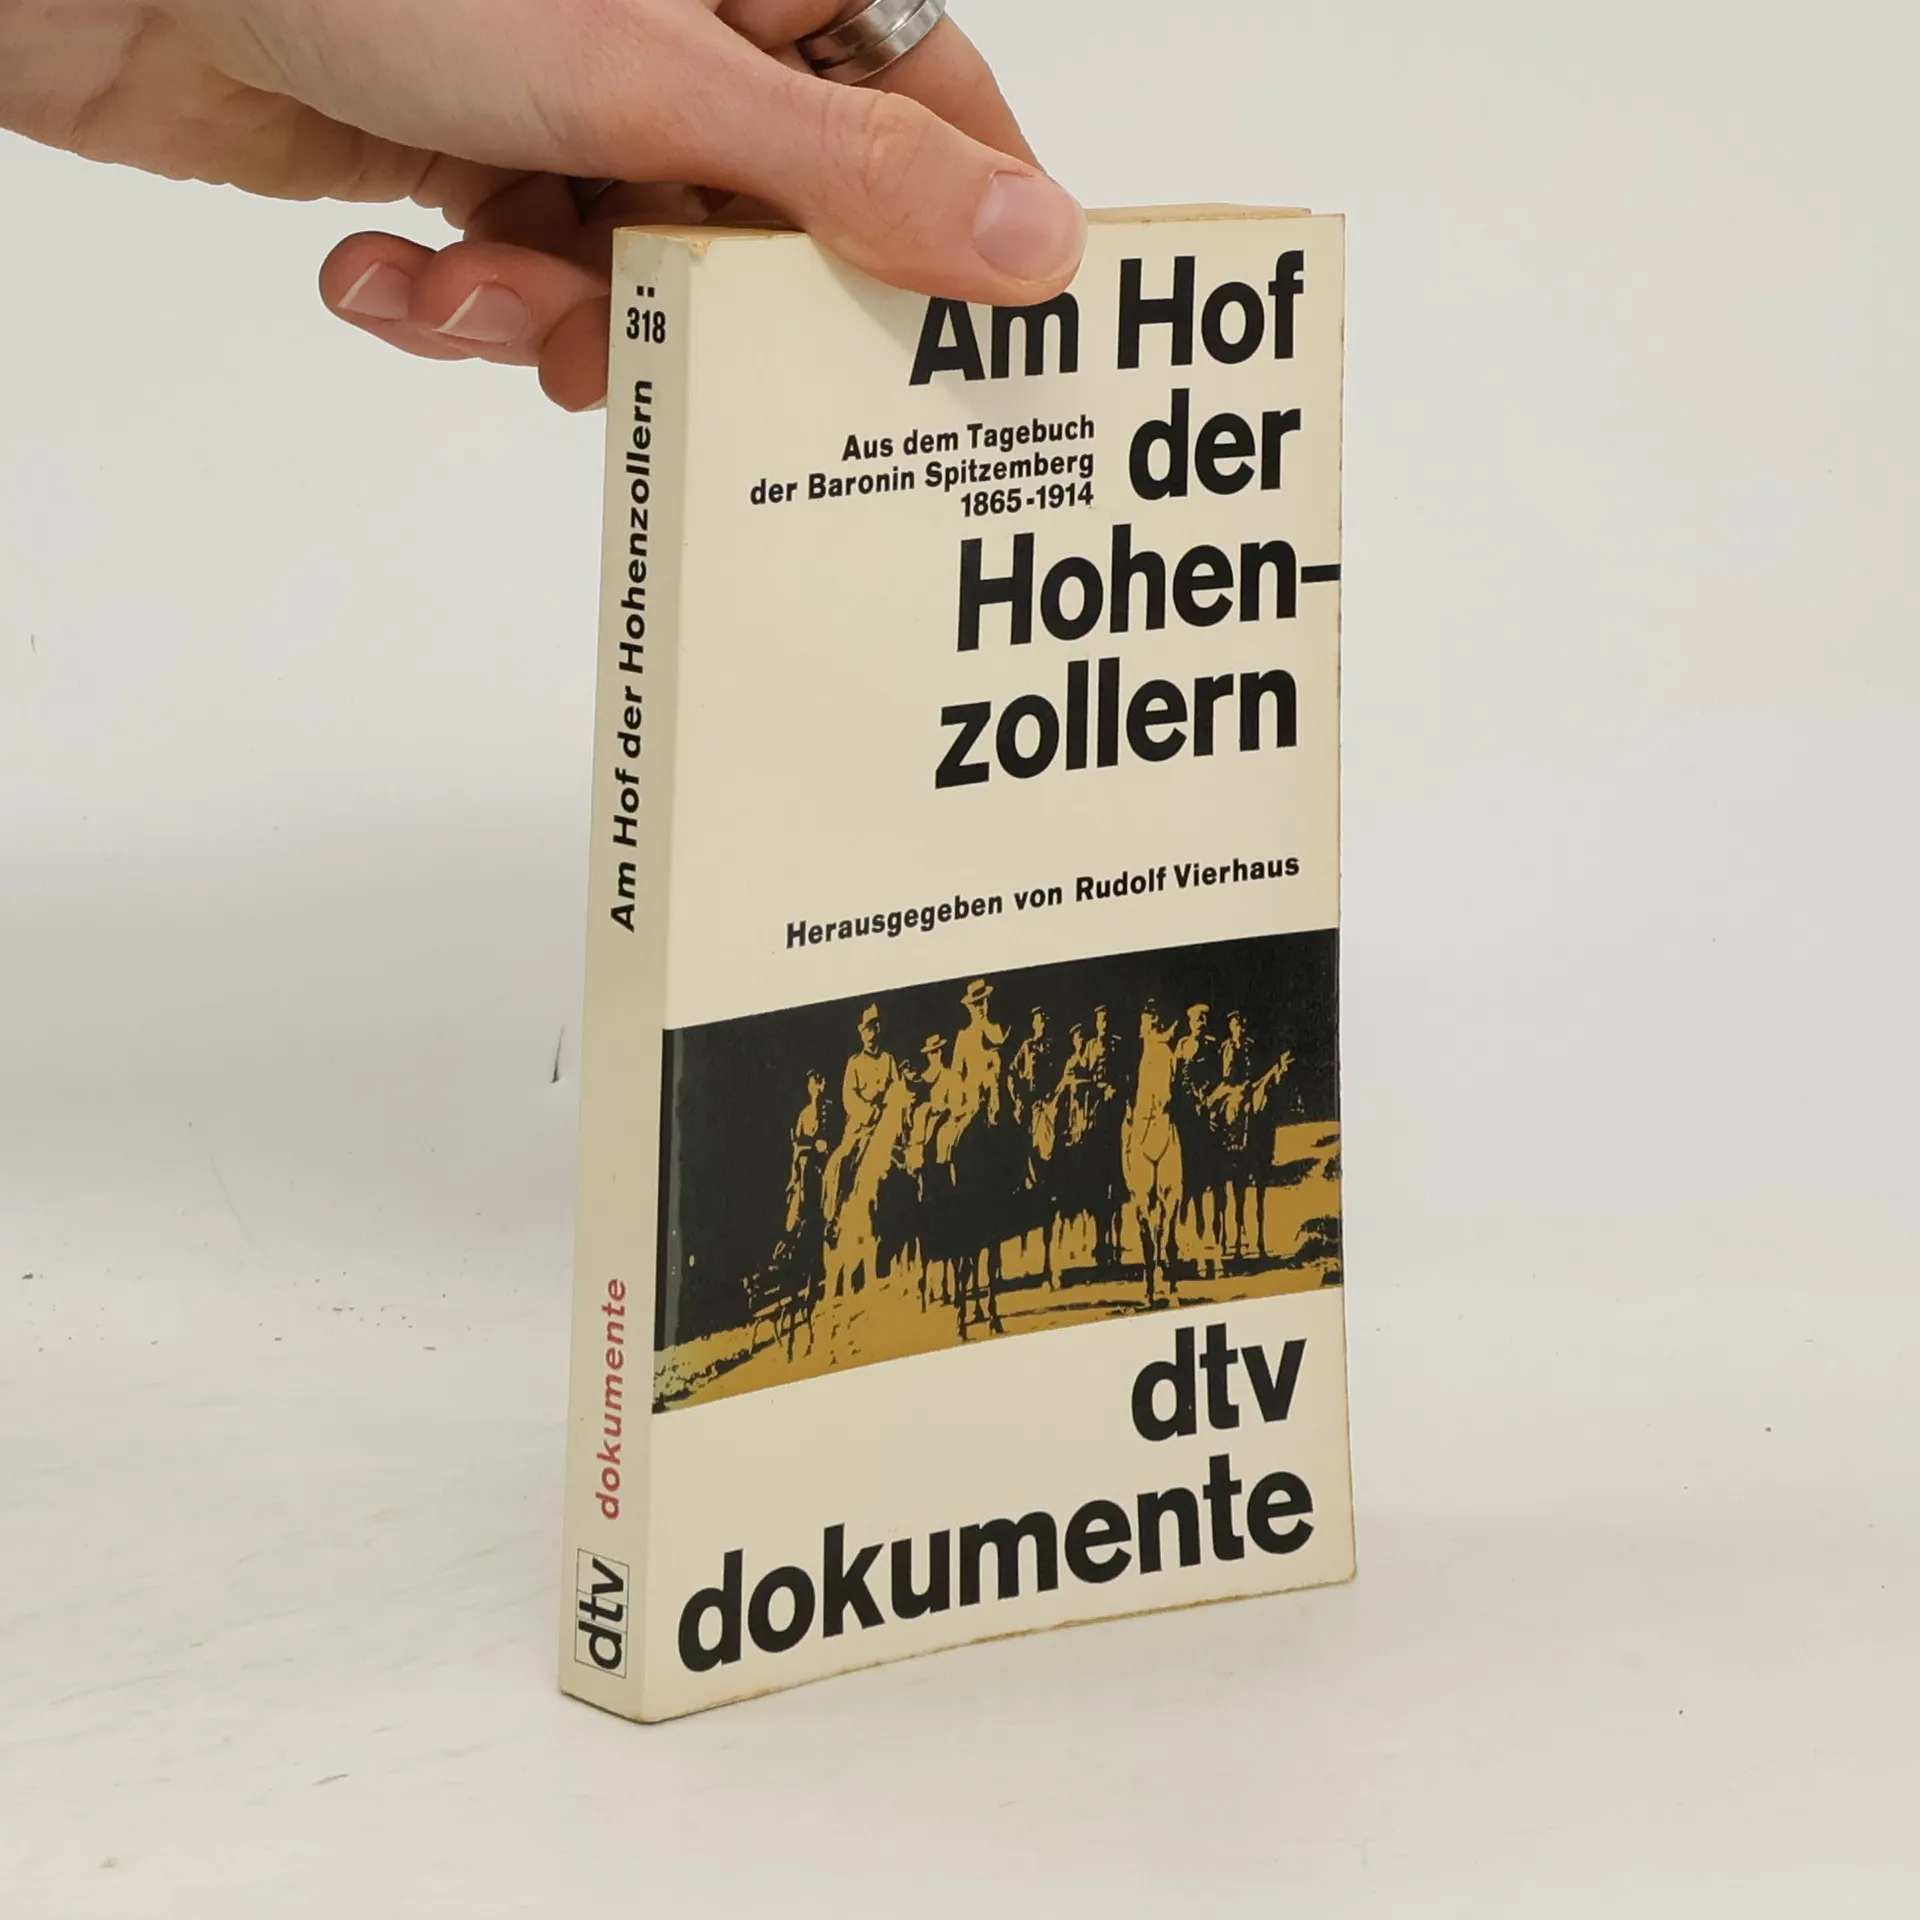 318
Am Hof der Hohenzollern
dokumente
dtv
Am Hof
der
Aus dem Tagebuch
der Baronin Spitzemberg
1865-1914
Hohen-
zollern
Herausgegeben von Rudolf Vierhaus
dtv
dokumente